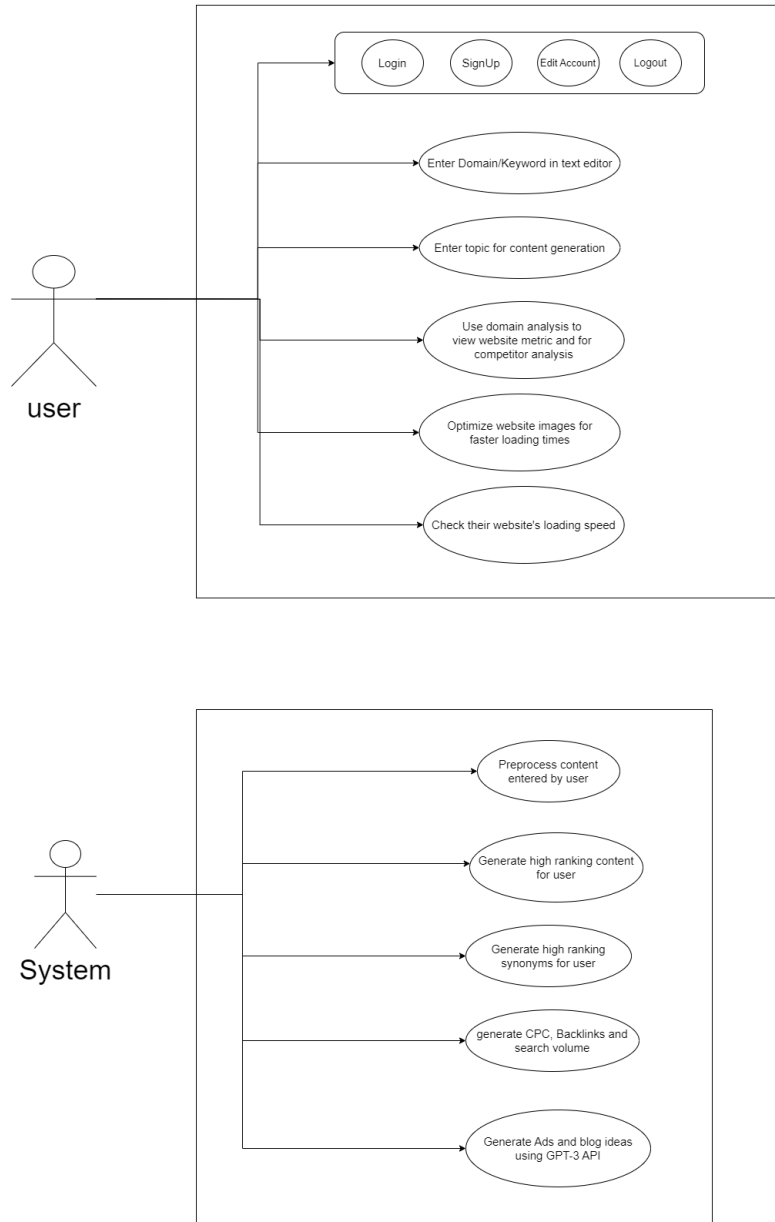 Login
SignUp
Edit Account
Logout
Enter Domain/Keyword in text editor
Enter topic for content generation
Use domain analysis to
view website metric and for
competitor analysis
user
Optimize website images for
faster loading times
Check their website's loading speed
Preprocess content
entered by user
Generate high ranking content
for user
System
Generate high ranking
synonyms for user
generate CPC, Backlinks and
search volume
Generate Ads and blog ideas
using GPT-3 API